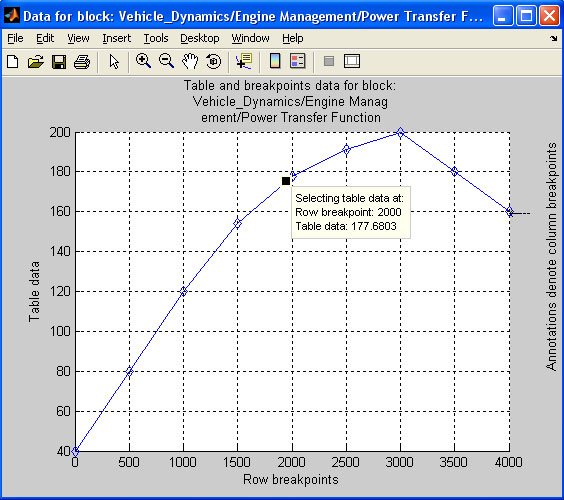 Data for block: Vehicle_Dynamics/Engine Management/Power Transfer F...
File Edit View Insert Tools Desktop Window Help
Table and breakpoints data for block:
Vehicle_Dynamics/Engine Manag
ement/Power Transfer Function
200
180
160
140
120
100
80
60
40
Table data
Selecting table data at:
Row breakpoint: 2000
Table data: 177.6803
Annotations denote column breakpoints
0 500 1000 1500 2000 2500 3000 3500 4000
Row breakpoints